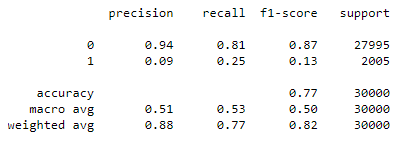 precision recall f1-score support
0 0.94 0.81 0.87 27995
1 0.09 0.25 0.13 2005
accuracy 0.77 30000
macro avg 0.51 0.53 0.50 30000
weighted avg 0.88 0.77 0.82 30000